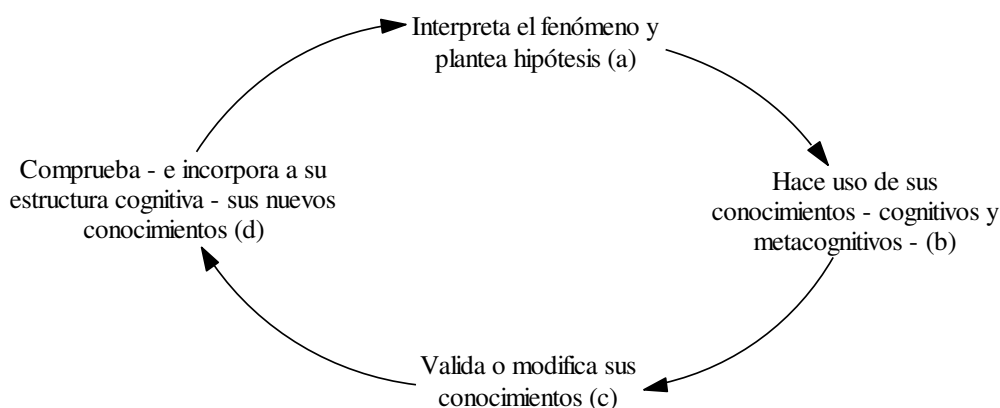 Interpreta el fenómeno y
plantea hipótesis (a)
Hace uso de sus
conocimientos - cognitivos y
metacognitivos - (b)
Valida o modifica sus
conocimientos (c)
Comprueba - e incorpora a su
estructura cognitiva - sus nuevos
conocimientos (d)